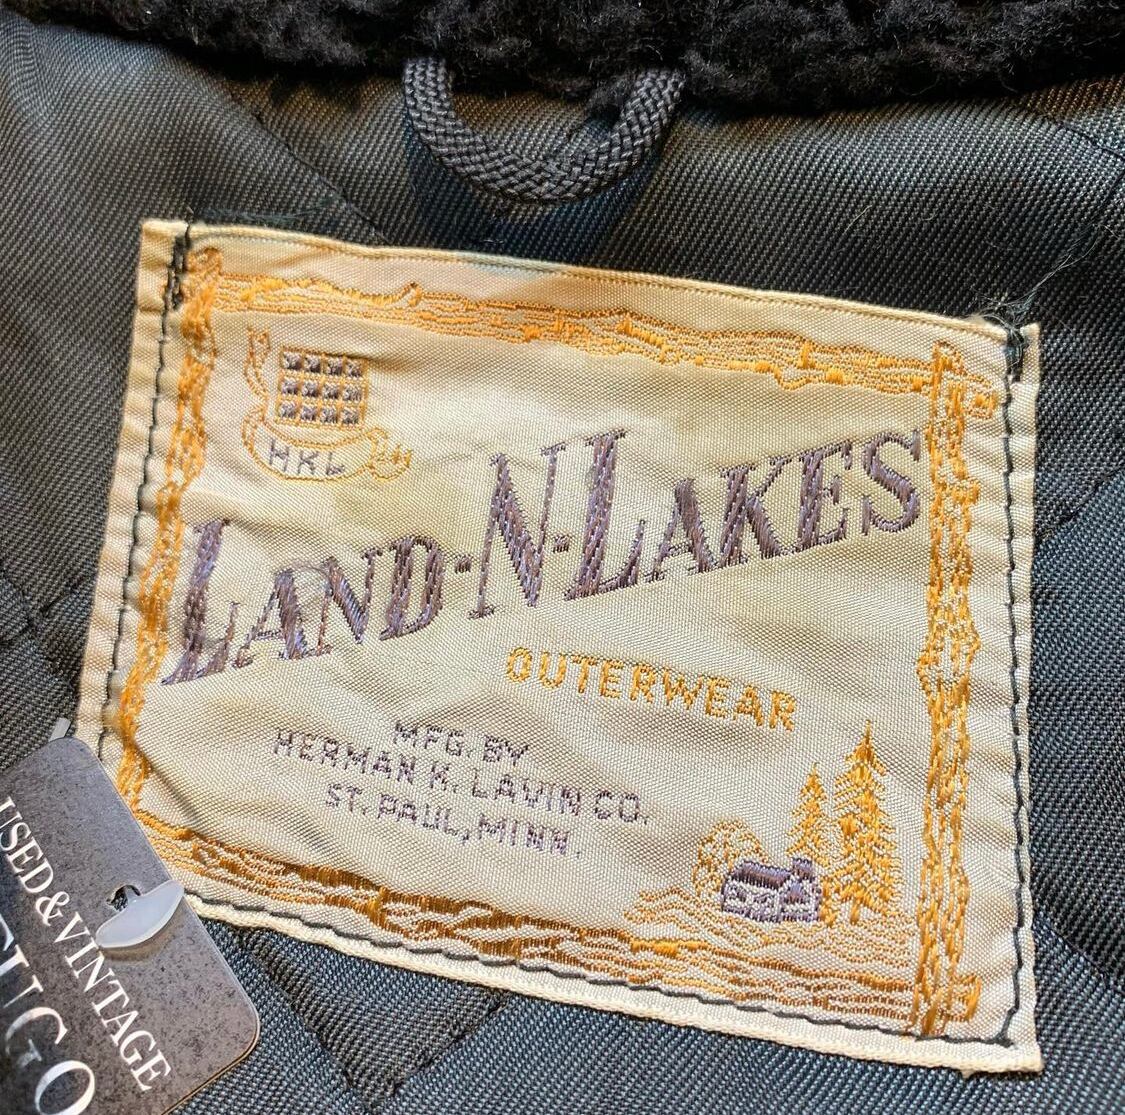 HKL
LAND·N·LAKES
OUTERWEAR
MFG. BY
HERMAN K. LAVIN CO.
ST. PAUL, MINN.
USED & VINTAGE